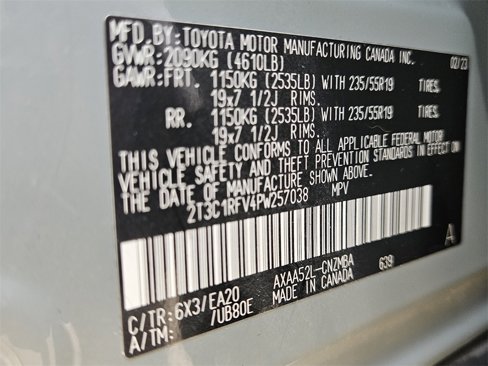 MFD.BY:TOYOTA MOTOR MANUFACTURING CANADA INC.
GVWR:2090KG (4610LB) 02/23
GAWR:FRT. 1150KG (2535LB) WITH 235/55R19 TIRES.
19x7 1/2J RIMS.
RR. 1150KG (2535LB) WITH 235/55R19 TIRES.
19x7 1/2J RIMS.
THIS VEHICLE CONFORMS TO ALL APPLICABLE FEDERAL MOTOR
VEHICLE SAFETY AND THEFT PREVENTION STANDARDS IN EFFECT ON
THE DATE OF MANUFACTURE SHOWN ABOVE.
2T3C1RFV4PW257038 MPV
A
C/TR:6X3/EA20 AXAA52L-CNZMBA 639
A/TM: /UB80E MADE IN CANADA